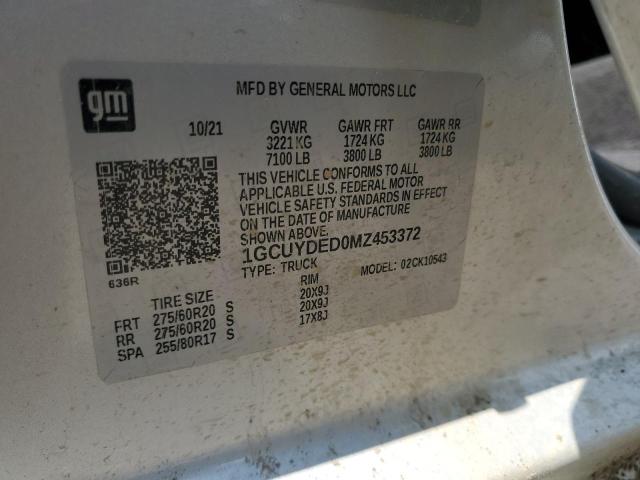 gm
MFD BY GENERAL MOTORS LLC
10/21 GVWR GAWR FRT GAWR RR
3221 KG 1724 KG 1724 KG
7100 LB 3800 LB 3800 LB
THIS VEHICLE CONFORMS TO ALL
APPLICABLE U.S. FEDERAL MOTOR
VEHICLE SAFETY STANDARDS IN EFFECT
ON THE DATE OF MANUFACTURE
SHOWN ABOVE.
1GCUYDED0MZ453372
TYPE: TRUCK MODEL: 02CK10543
636R
TIRE SIZE RIM
FRT 275/60R20 S 20X9J
RR 275/60R20 S 20X9J
SPA 255/80R17 S 17X8J